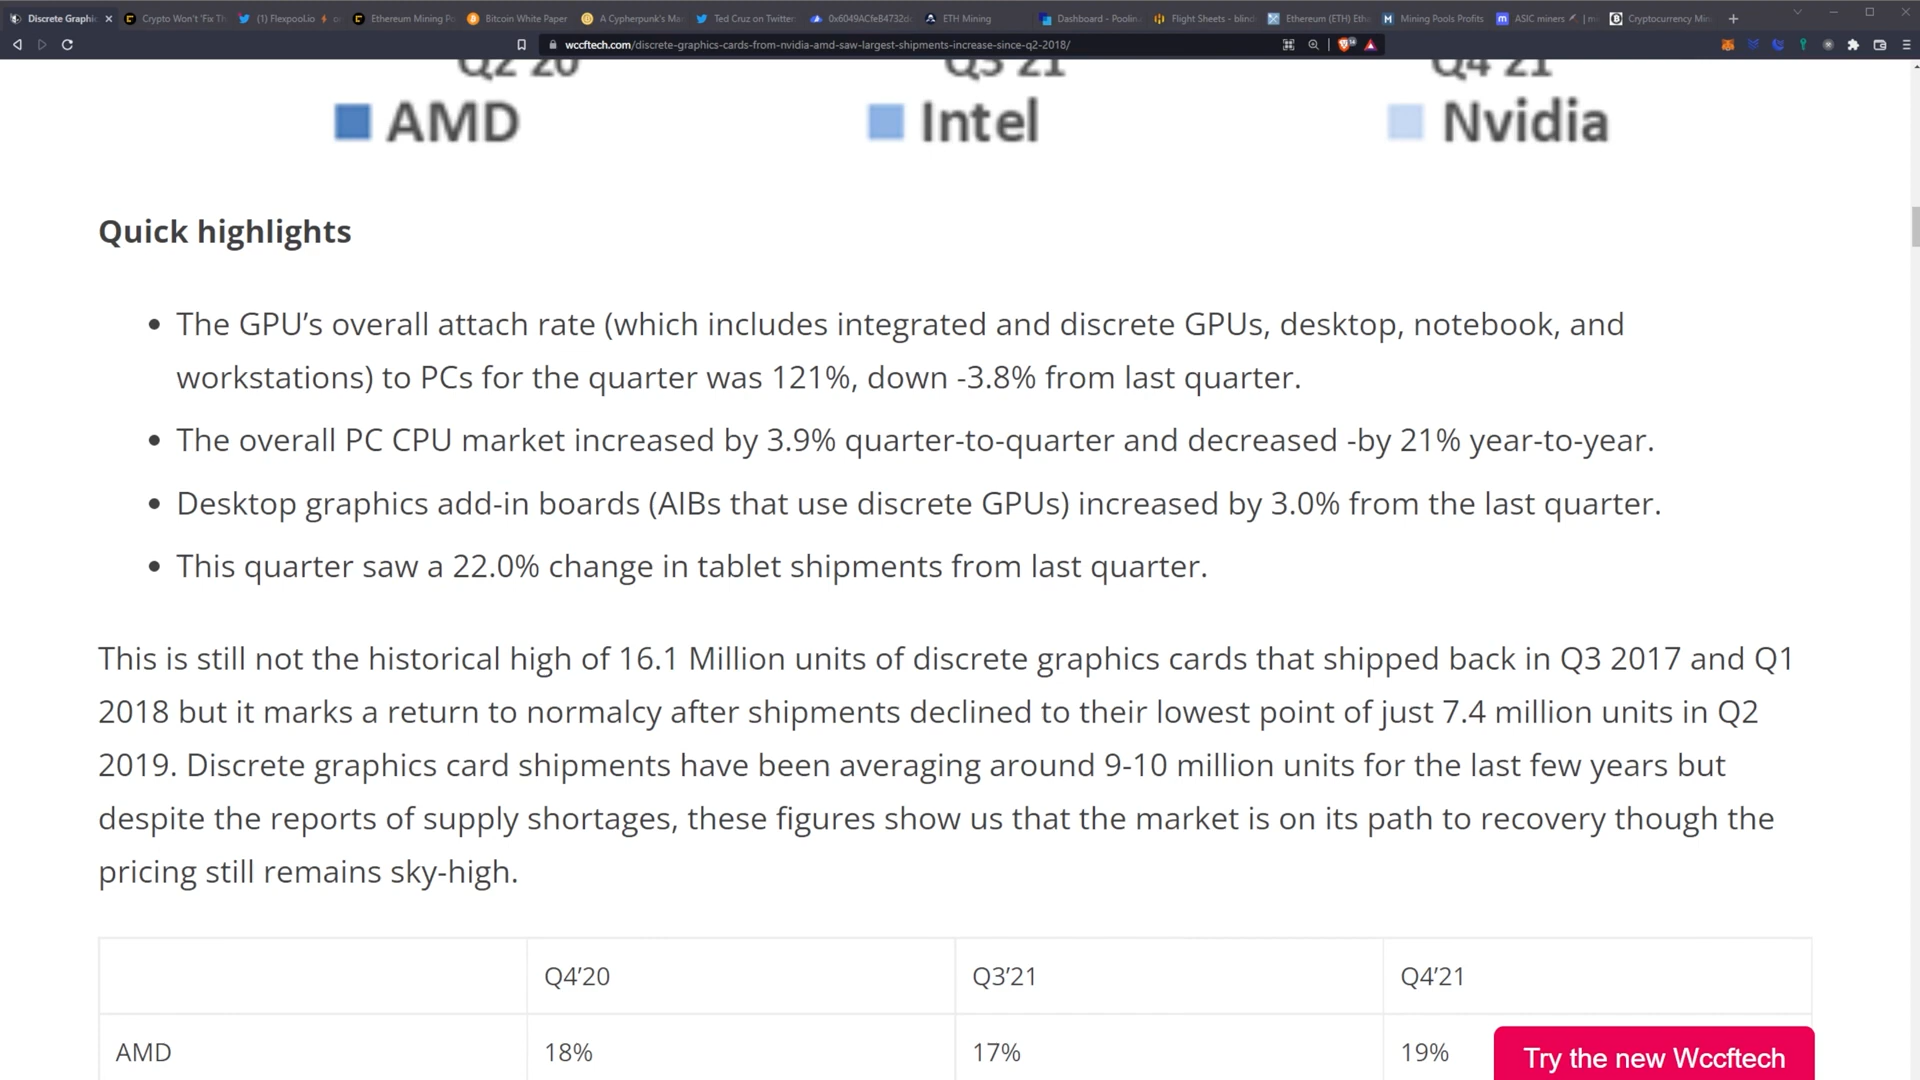 Discrete Graphic
Crypto Won't 'Fix Th
(1) Flexpool.io
Ethereum Mining Po
Bitcoin White Paper
A Cypherpunk's Ma
Ted Cruz on Twitter
0x6049ACfeB4732d
ETH Mining
Dashboard - Poolin
Flight Sheets - blind
Ethereum (ETH) Eth
Mining Pools Profits
ASIC miners
Cryptocurrency Min
wccftech.com/discrete-graphics-cards-from-nvidia-amd-saw-largest-shipments-increase-since-q2-2018/
Q2 20 Q3 21 Q4 21
AMD Intel Nvidia
Quick highlights
• The GPU’s overall attach rate (which includes integrated and discrete GPUs, desktop, notebook, and
workstations) to PCs for the quarter was 121%, down -3.8% from last quarter.
• The overall PC CPU market increased by 3.9% quarter-to-quarter and decreased -by 21% year-to-year.
• Desktop graphics add-in boards (AIBs that use discrete GPUs) increased by 3.0% from the last quarter.
• This quarter saw a 22.0% change in tablet shipments from last quarter.
This is still not the historical high of 16.1 Million units of discrete graphics cards that shipped back in Q3 2017 and Q1
2018 but it marks a return to normalcy after shipments declined to their lowest point of just 7.4 million units in Q2
2019. Discrete graphics card shipments have been averaging around 9-10 million units for the last few years but
despite the reports of supply shortages, these figures show us that the market is on its path to recovery though the
pricing still remains sky-high.
Q4’20 Q3’21 Q4’21
AMD 18% 17% 19%
Try the new Wccftech